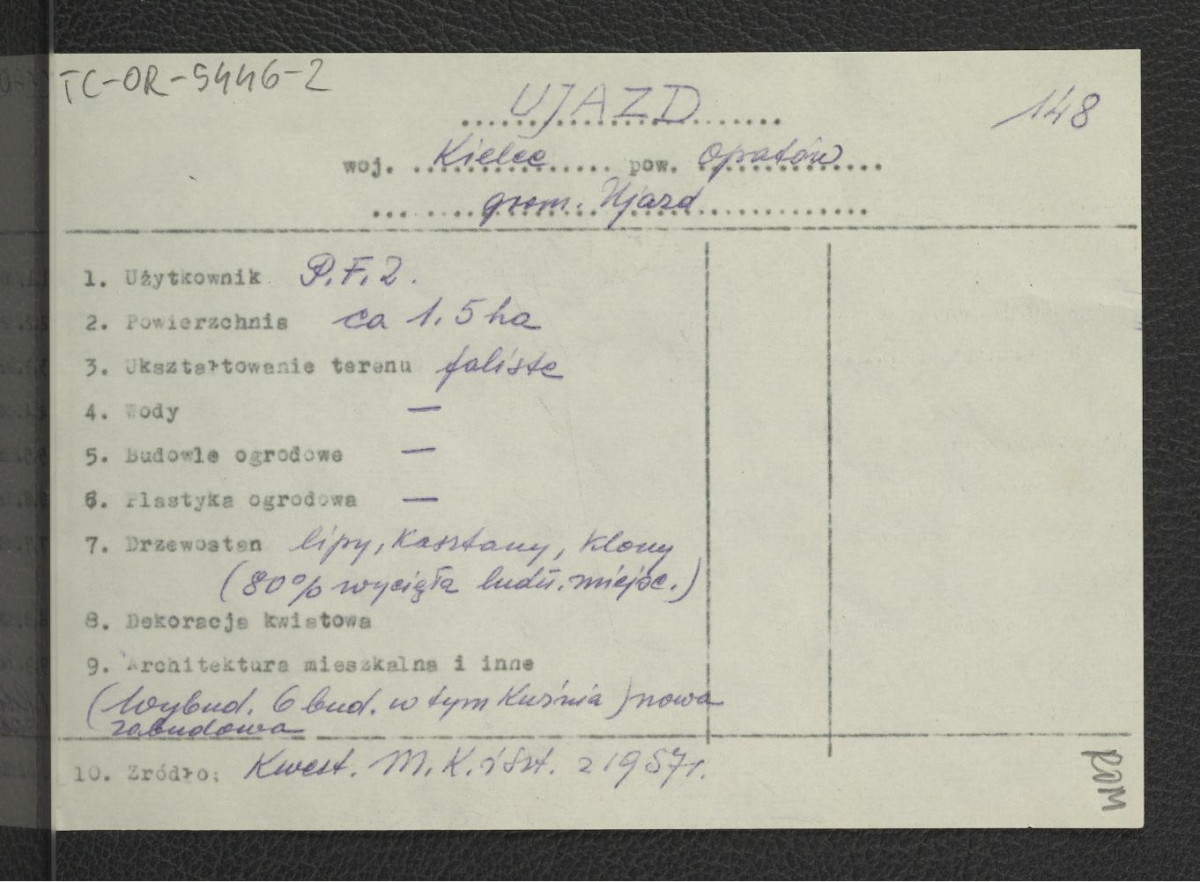 TC-OR-5446-2
UJAZD
148
woj. Kielce pow. Opatów
grom. Ujazd
1. Użytkownik P.F.Z.
2. Powierzchnia ca 1.5 ha
3. Ukształtowanie terenu faliste
4. Wody —
5. Budowle ogrodowe —
6. Plastyka ogrodowa —
7. Drzewostan lipy, kasztany, klony
(80% wycięła ludn. miejsc.)
8. Dekoracja kwiatowa
9. Architektura mieszkalna i inne
(Wybud. 6 bud. w tym Kuźnia) nowa
zabudowa
10. Źródło: Kwest. M.K.i Szt. z 1957r.